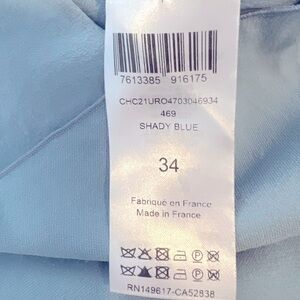 7613385 916175
CHC21URO4703046934
469
SHADY BLUE
34
Fabriqué en France
Made in France
RN149617-CA52838